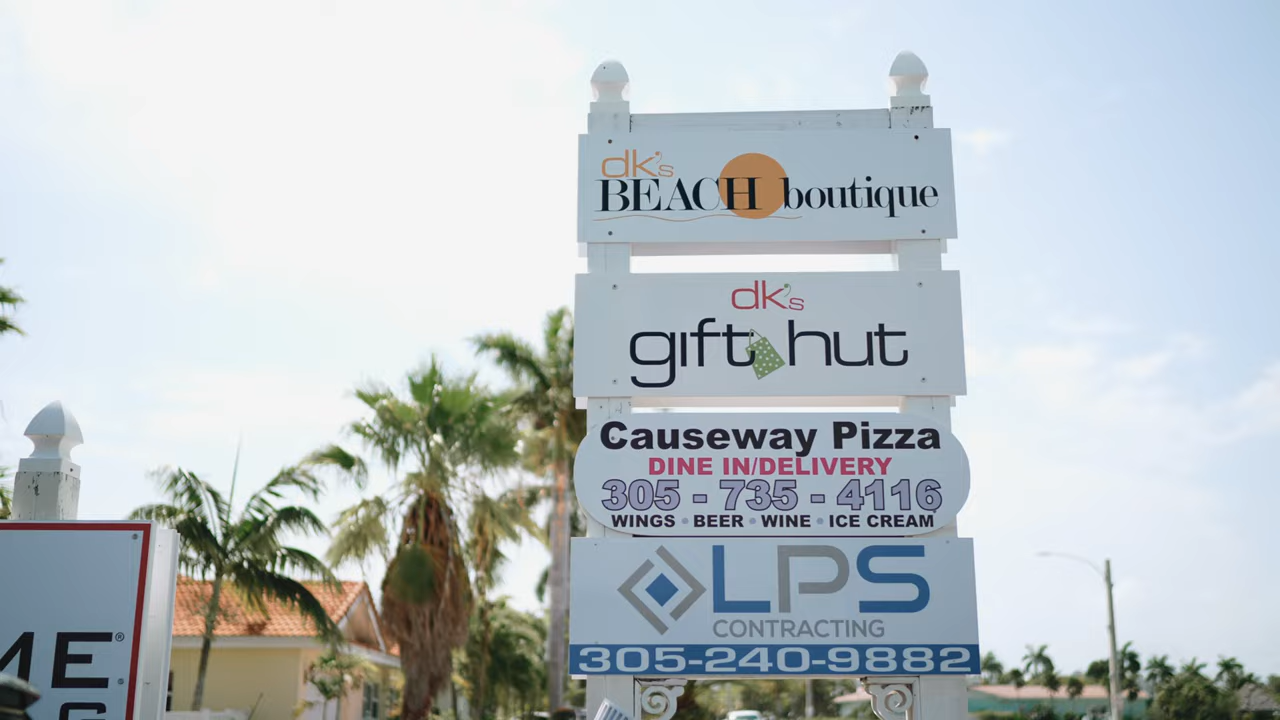 dk's
BEACH boutique
dk's
gift hut
Causeway Pizza
DINE IN/DELIVERY
305 - 735 - 4116
WINGS • BEER • WINE • ICE CREAM
LPS
CONTRACTING
305-240-9882